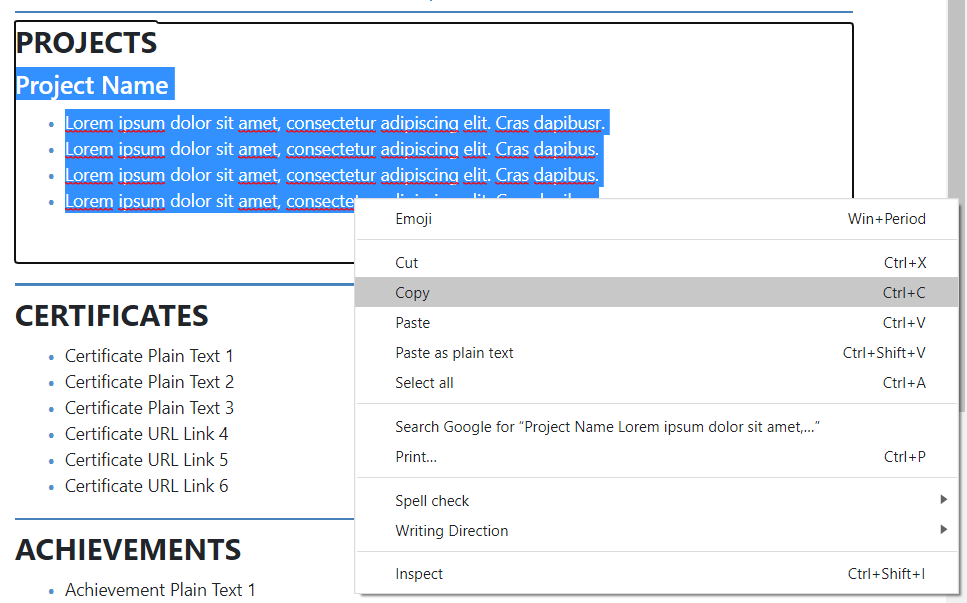 PROJECTS
Project Name
Lorem ipsum dolor sit amet, consectetur adipiscing elit. Cras dapibusr.
Lorem ipsum dolor sit amet, consectetur adipiscing elit. Cras dapibus.
Lorem ipsum dolor sit amet, consectetur adipiscing elit. Cras dapibus.
Lorem ipsum dolor sit amet,
Emoji Win+Period
Cut Ctrl+X
Copy Ctrl+C
Paste Ctrl+V
Paste as plain text Ctrl+Shift+V
Select all Ctrl+A
Search Google for “Project Name Lorem ipsum dolor sit amet,...”
Print... Ctrl+P
Spell check
Writing Direction
Inspect Ctrl+Shift+I
CERTIFICATES
Certificate Plain Text 1
Certificate Plain Text 2
Certificate Plain Text 3
Certificate URL Link 4
Certificate URL Link 5
Certificate URL Link 6
ACHIEVEMENTS
Achievement Plain Text 1